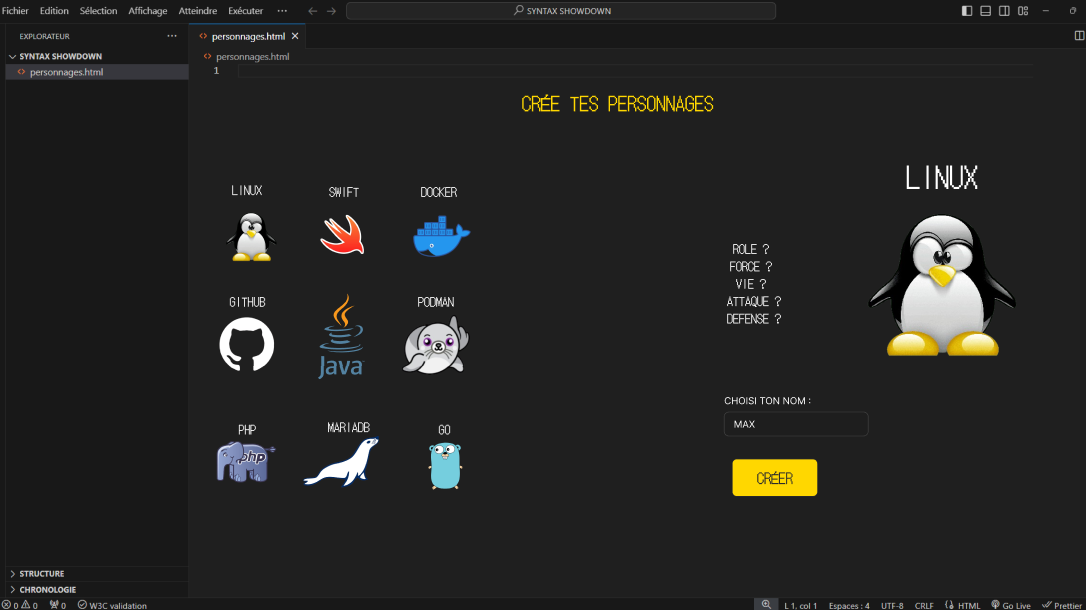 Fichier Edition Sélection Affichage Atteindre Exécuter ··· SYNTAX SHOWDOWN
EXPLORATEUR ···
personnages.html
SYNTAX SHOWDOWN
personnages.html
personnages.html
1
CRÉE TES PERSONNAGES
LINUX SWIFT DOCKER
GITHUB PODMAN
Java
PHP MARIADB GO
php
LINUX
ROLE ?
FORCE ?
VIE ?
ATTAQUE ?
DEFENSE ?
CHOISI TON NOM :
MAX
CRÉER
STRUCTURE
CHRONOLOGIE
0 0 0 W3C validation L 1, col 1 Espaces : 4 UTF-8 CRLF HTML Go Live Prettier